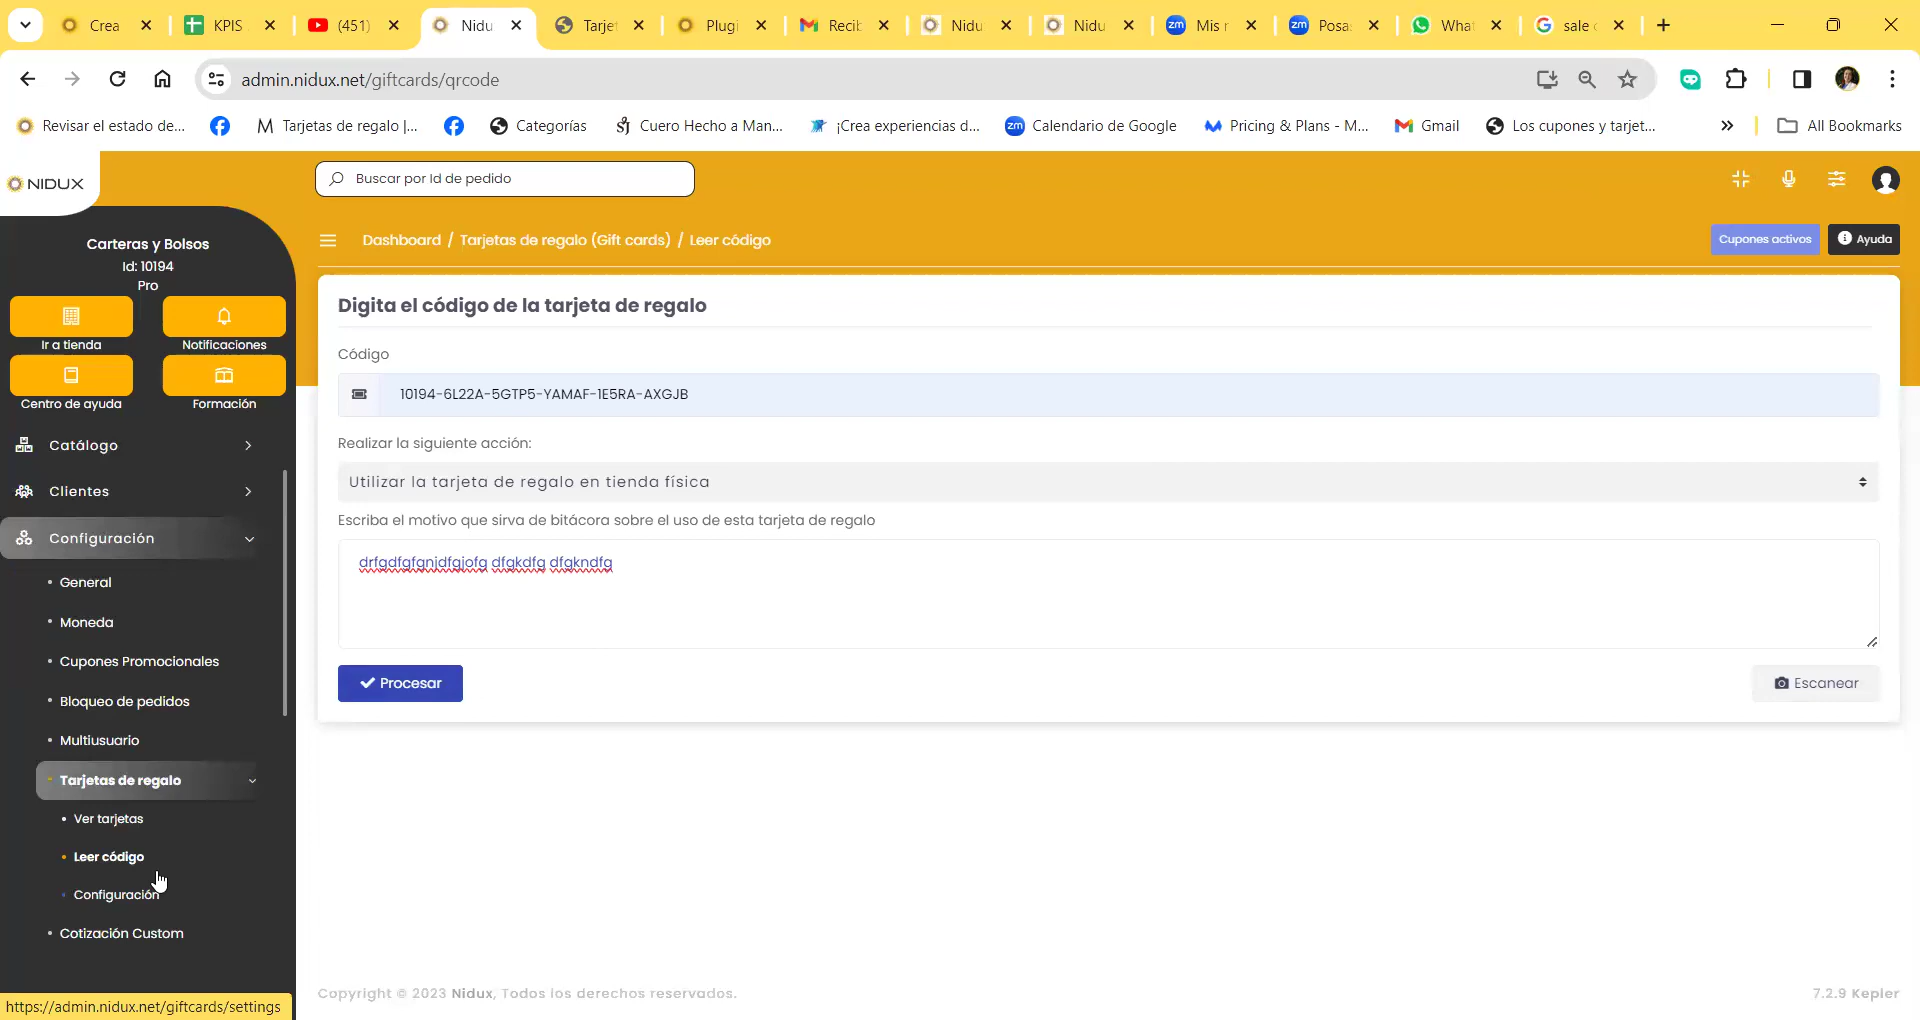 Crea
KPIS
(451)
Nidu
Tarje
Plugi
Recib
Nidu
Nidu
Mis r
Posa
What
sale
admin.nidux.net/giftcards/qrcode
Revisar el estado de...
Tarjetas de regalo |...
Categorías
Cuero Hecho a Man...
¡Crea experiencias d...
Calendario de Google
Pricing & Plans - M...
Gmail
Los cupones y tarjet...
All Bookmarks
NIDUX
Buscar por Id de pedido
Carteras y Bolsos
Id: 10194
Pro
Ir a tienda
Notificaciones
Centro de ayuda
Formación
Catálogo
Clientes
Configuración
General
Moneda
Cupones Promocionales
Bloqueo de pedidos
Multiusuario
Tarjetas de regalo
Ver tarjetas
Leer código
Configuración
Cotización Custom
https://admin.nidux.net/giftcards/settings
Dashboard / Tarjetas de regalo (Gift cards) / Leer código
Cupones activos
Ayuda
Digita el código de la tarjeta de regalo
Código
10194-6L22A-5GTP5-YAMAF-1E5RA-AXGJB
Realizar la siguiente acción:
Utilizar la tarjeta de regalo en tienda física
Escriba el motivo que sirva de bitácora sobre el uso de esta tarjeta de regalo
drfgdfgfgnjdfgjofg dfgkdfg dfgkndfg
Procesar
Escanear
Copyright © 2023 Nidux, Todos los derechos reservados.
7.2.9 Kepler